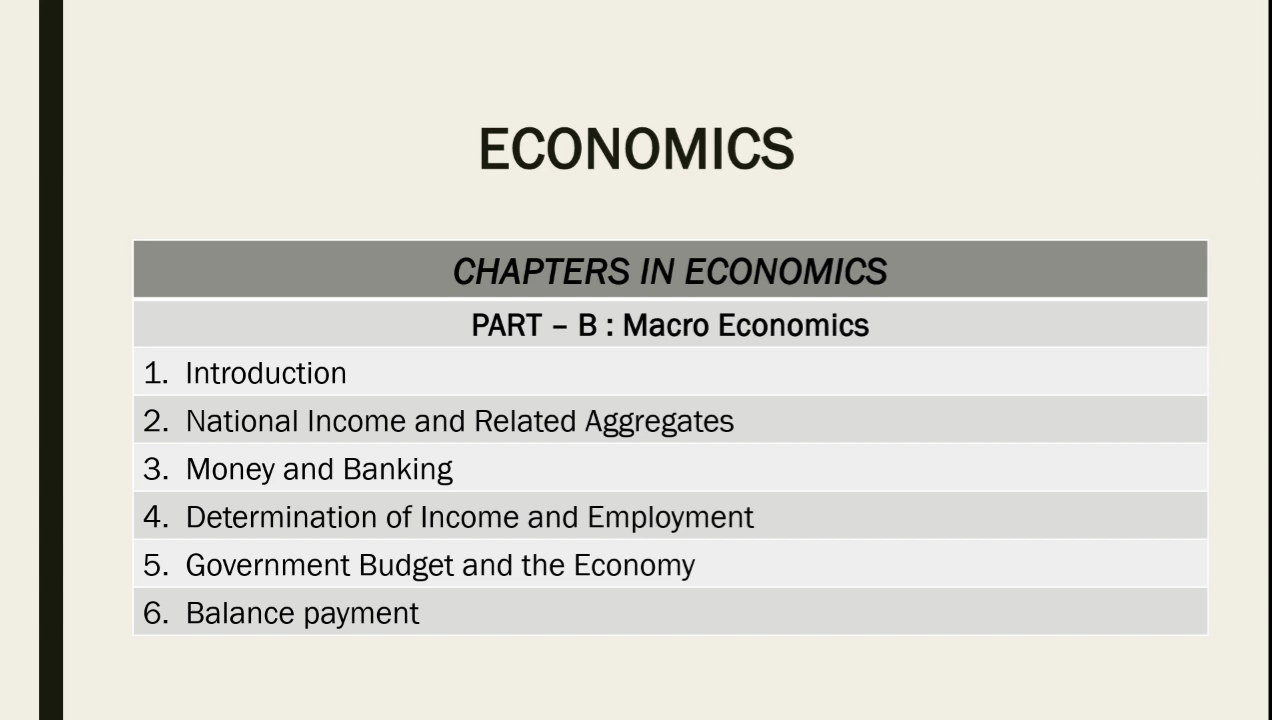 ECONOMICS
CHAPTERS IN ECONOMICS
PART – B : Macro Economics
1. Introduction
2. National Income and Related Aggregates
3. Money and Banking
4. Determination of Income and Employment
5. Government Budget and the Economy
6. Balance payment